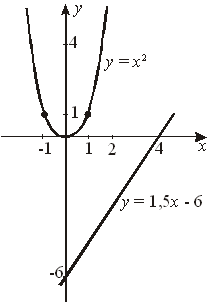 y
4
y = x²
1
-1 1 2 4 x
y = 1,5x - 6
-6